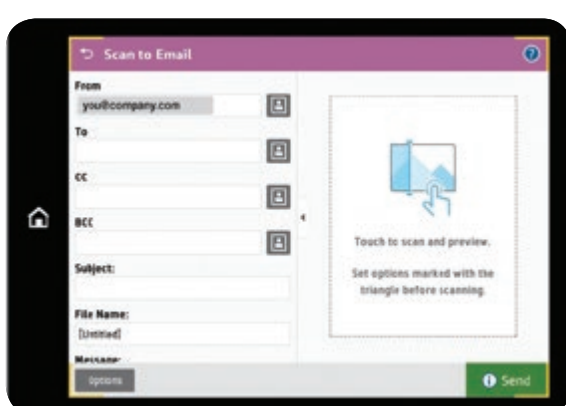 Scan to Email
From
you@company.com
To
CC
BCC
Subject:
File Name:
[Untitled]
Message:
Options
Touch to scan and preview.
Set options marked with the
triangle before scanning.
Send